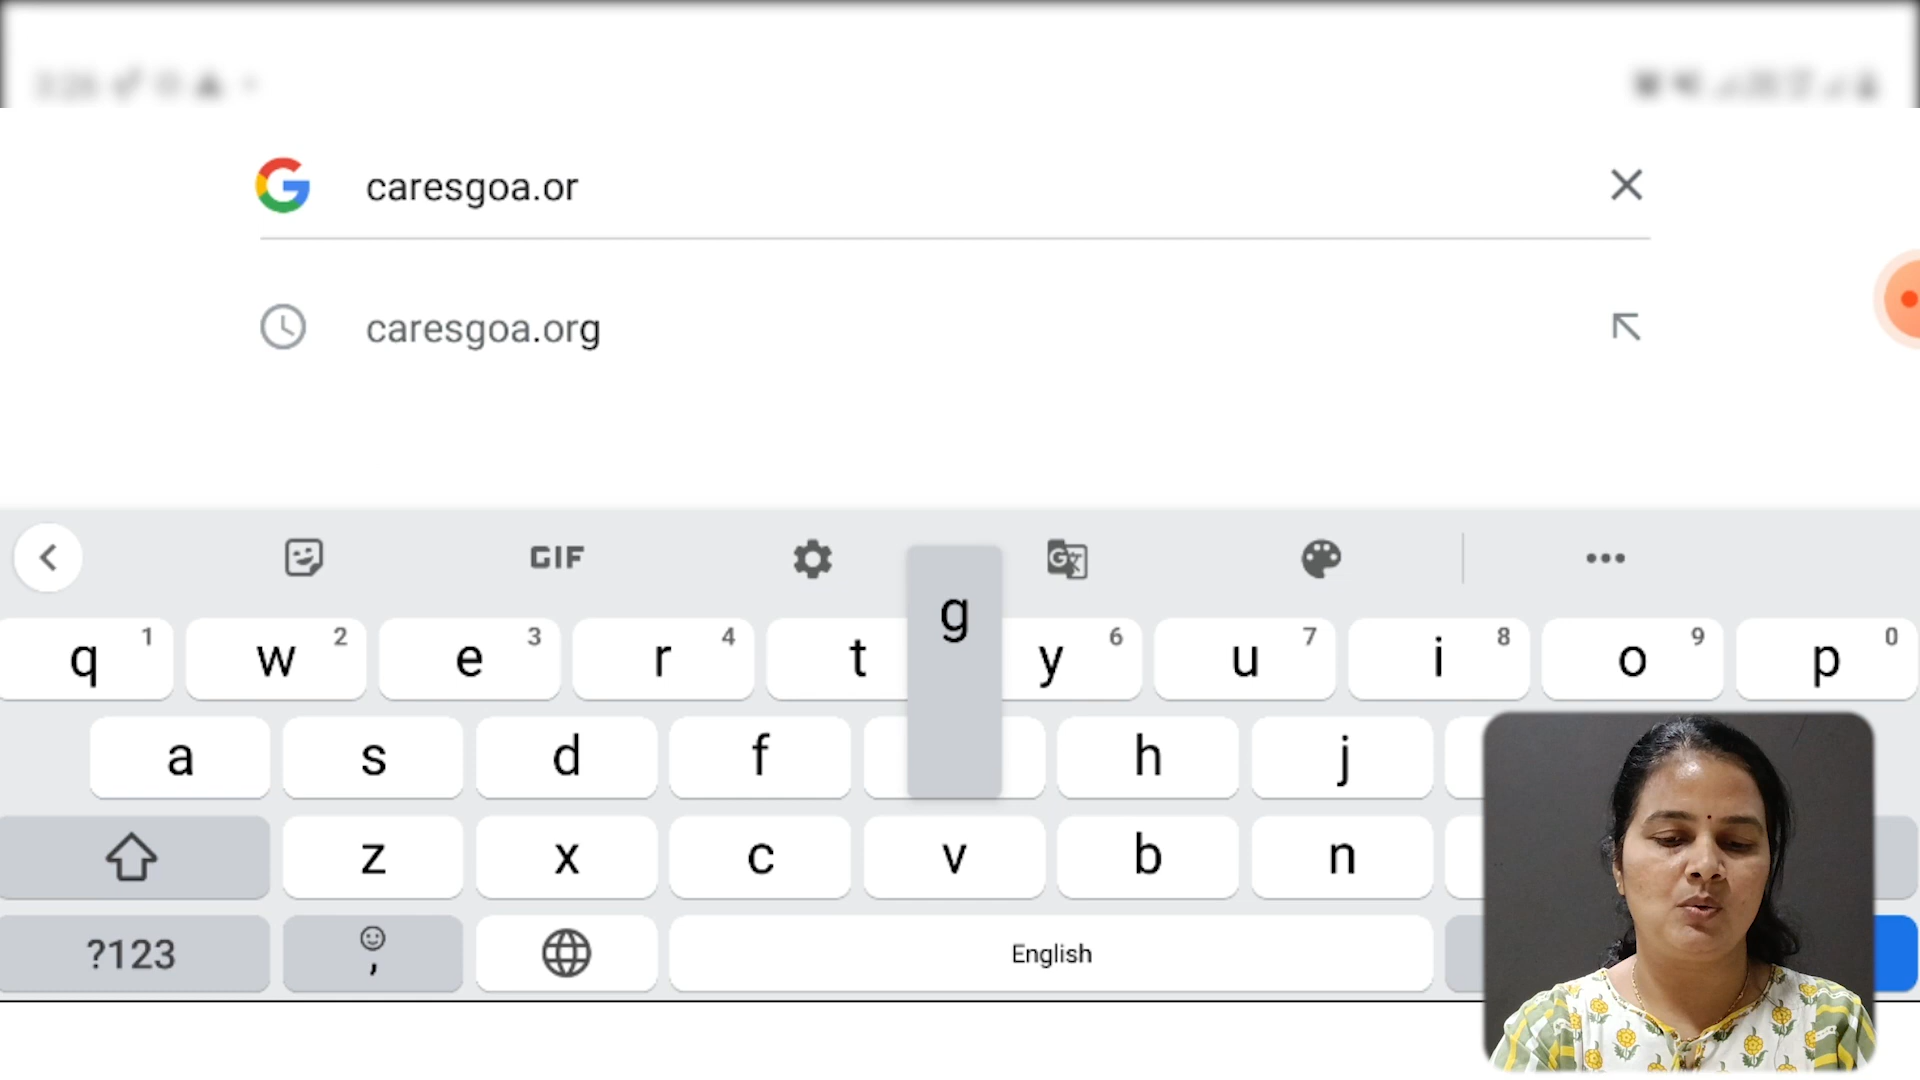 caresgoa.or
caresgoa.org
GIF
g
q 1 w 2 e 3 r 4 t y 6 u 7 i 8 o 9 p 0
a s d f h j
z x c v b n
?123 , English